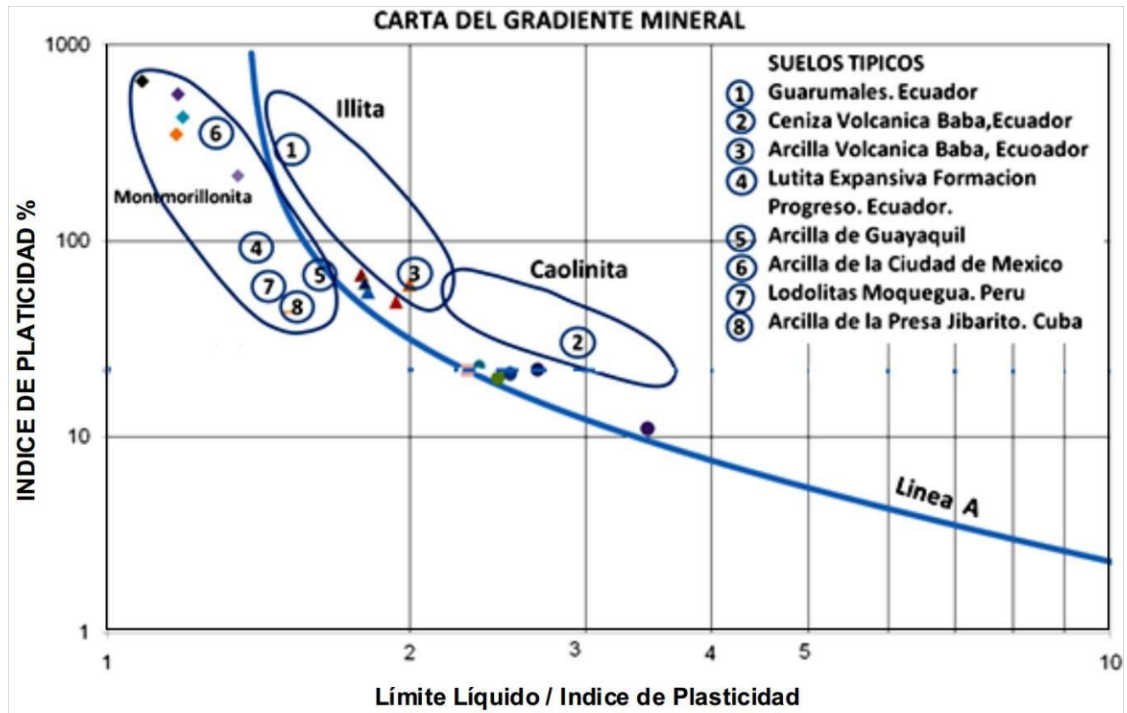 CARTA DEL GRADIENTE MINERAL
1000
100
10
1
INDICE DE PLATICIDAD %
Illita
Montmorillonita
Caolinita
Linea A
1
2
3
4
5
6
7
8
SUELOS TIPICOS
1 Guarumales. Ecuador
2 Ceniza Volcanica Baba,Ecuador
3 Arcilla Volcanica Baba, Ecuoador
4 Lutita Expansiva Formacion
Progreso. Ecuador.
5 Arcilla de Guayaquil
6 Arcilla de la Ciudad de Mexico
7 Lodolitas Moquegua. Peru
8 Arcilla de la Presa Jibarito. Cuba
1
2
3
4
5
10
Límite Líquido / Indice de Plasticidad